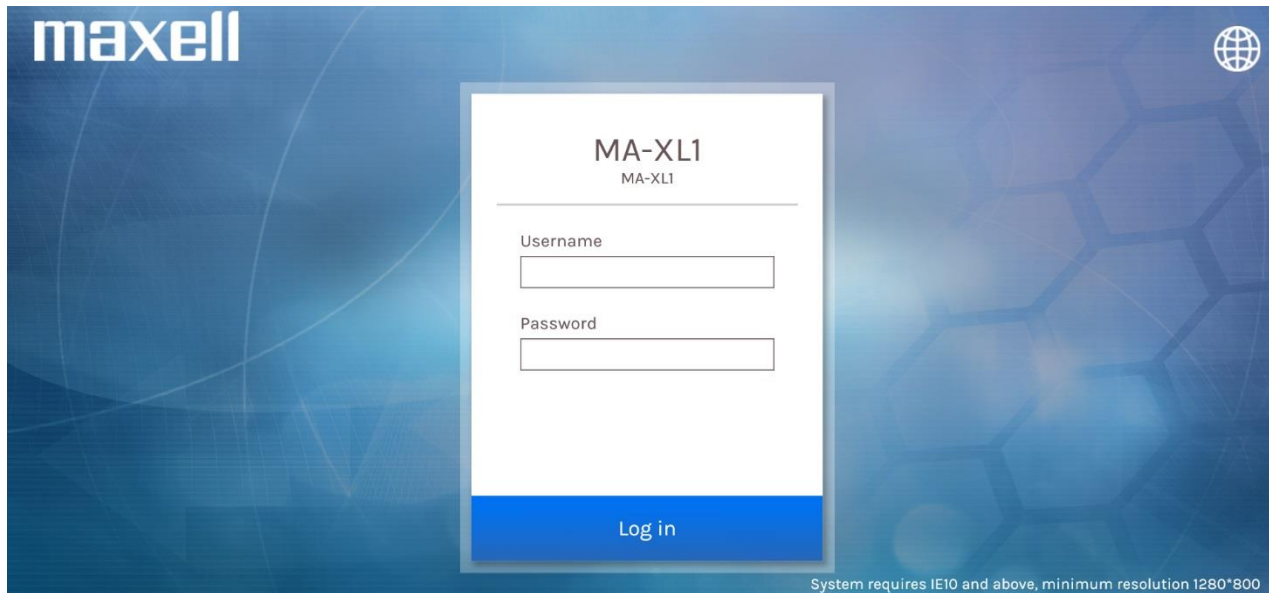 maxell
MA-XL1
MA-XL1
Username
Password
Log in
System requires IE10 and above, minimum resolution 1280*800